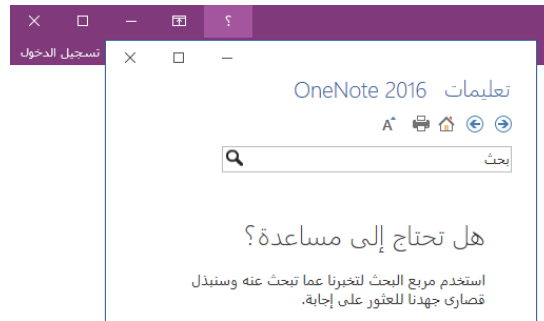 ؟
تسجيل الدخول
تعليمات OneNote 2016
A
بحث
هل تحتاج إلى مساعدة؟
استخدم مربع البحث لتخبرنا عما تبحث عنه وسنبذل
قصارى جهدنا للعثور على إجابة.